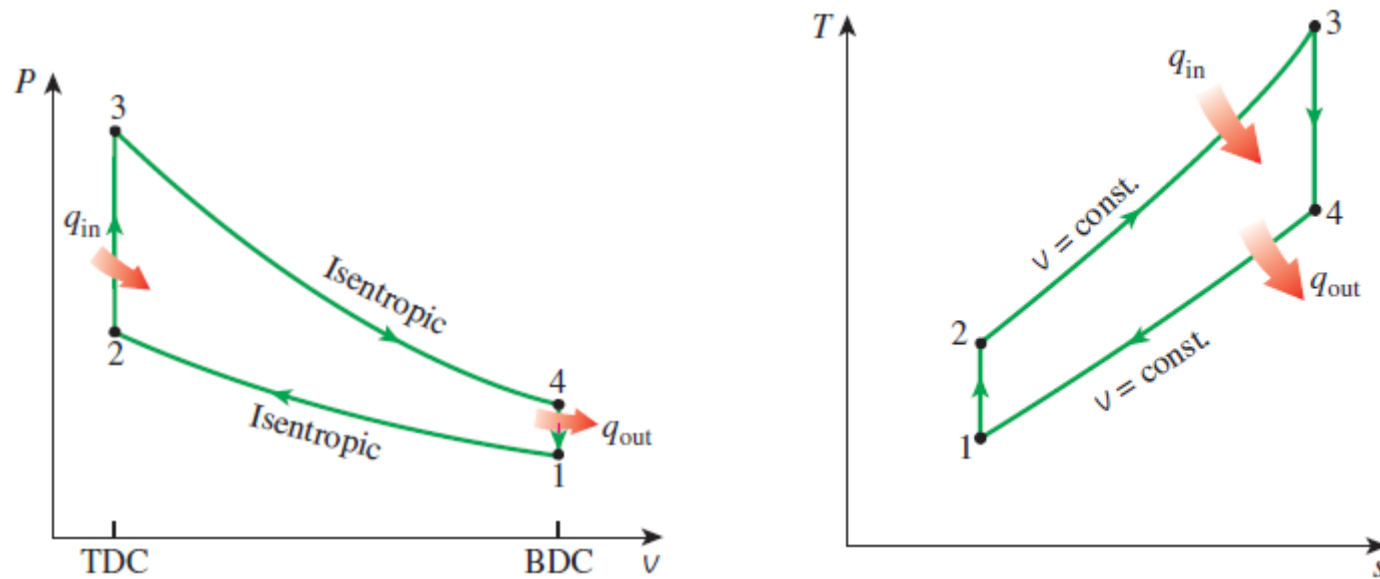 P
3
q_in
2
Isentropic
Isentropic
4
q_out
1
TDC
BDC
v
T
3
q_in
v = const.
4
q_out
2
v = const.
1
s